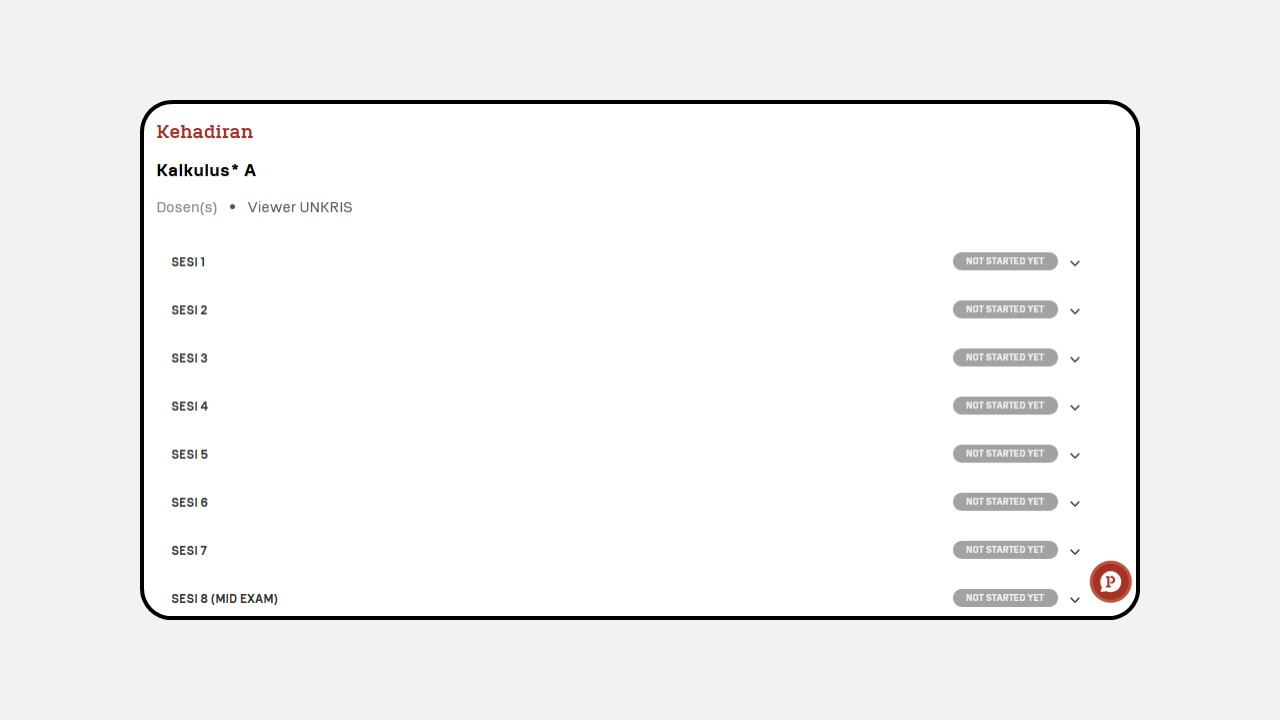 Kehadiran
Kalkulus* A
Dosen(s) • Viewer UNKRIS
SESI 1 NOT STARTED YET
SESI 2 NOT STARTED YET
SESI 3 NOT STARTED YET
SESI 4 NOT STARTED YET
SESI 5 NOT STARTED YET
SESI 6 NOT STARTED YET
SESI 7 NOT STARTED YET
P
SESI 8 (MID EXAM) NOT STARTED YET